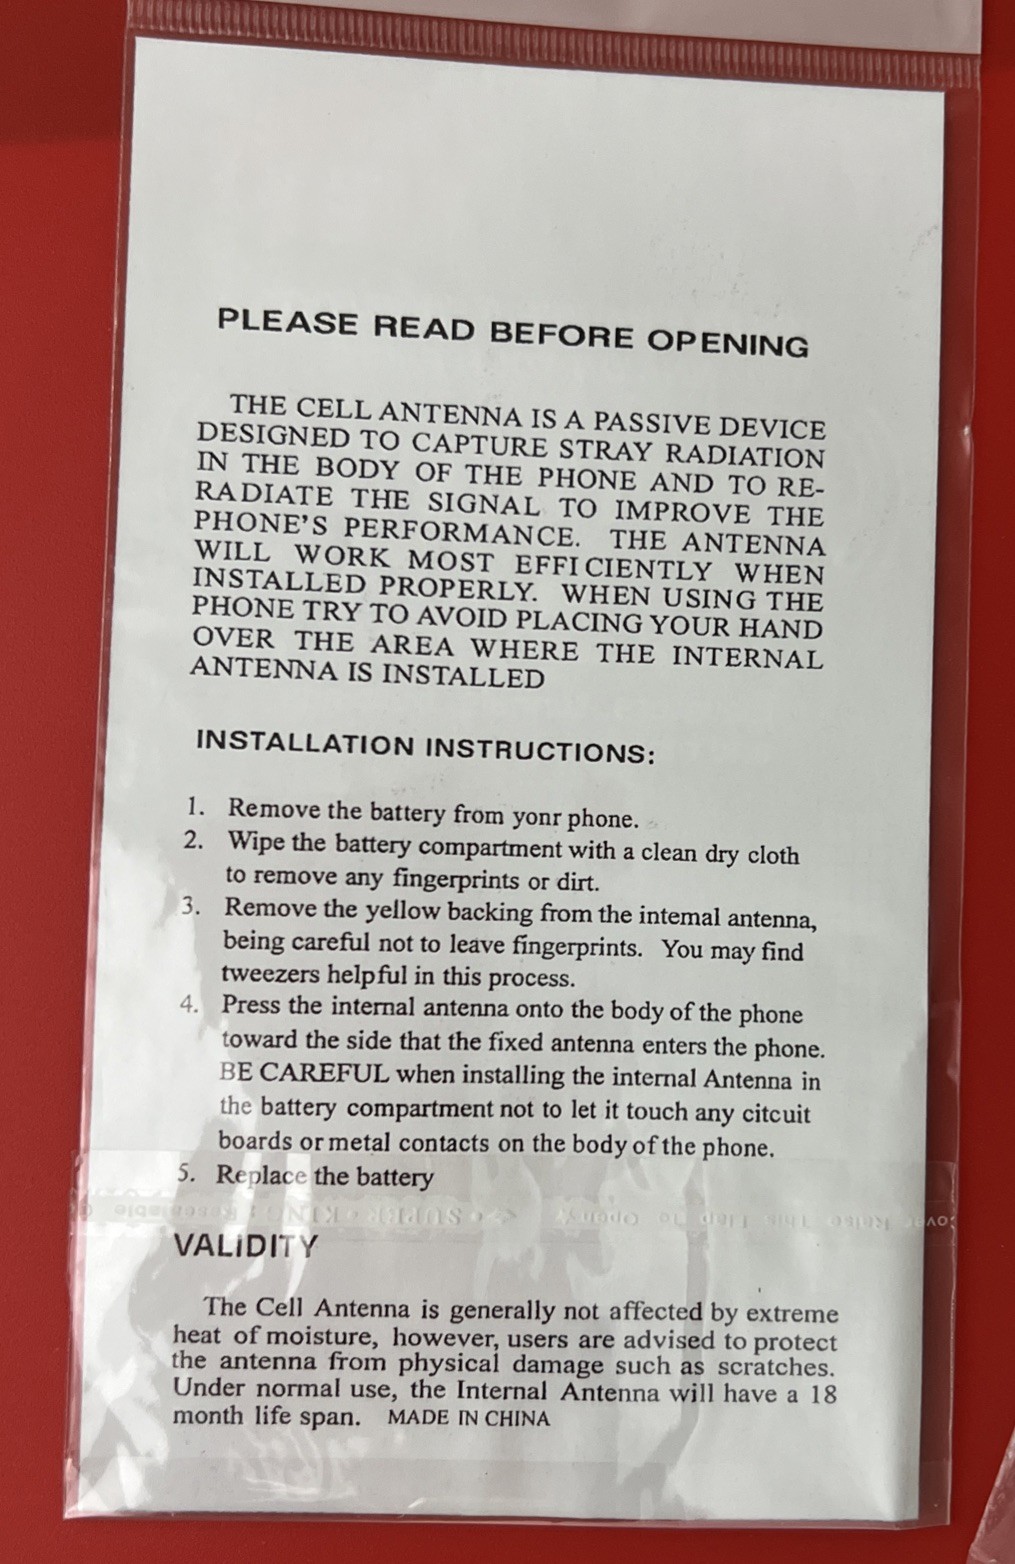 PLEASE READ BEFORE OPENING
THE CELL ANTENNA IS A PASSIVE DEVICE
DESIGNED TO CAPTURE STRAY RADIATION
IN THE BODY OF THE PHONE AND TO RE-
RADIATE THE SIGNAL TO IMPROVE THE
PHONE'S PERFORMANCE. THE ANTENNA
WILL WORK MOST EFFICIENTLY WHEN
INSTALLED PROPERLY. WHEN USING THE
PHONE TRY TO AVOID PLACING YOUR HAND
OVER THE AREA WHERE THE INTERNAL
ANTENNA IS INSTALLED
INSTALLATION INSTRUCTIONS:
1. Remove the battery from yonr phone.
2. Wipe the battery compartment with a clean dry cloth
to remove any fingerprints or dirt.
3. Remove the yellow backing from the intemal antenna,
being careful not to leave fingerprints. You may find
tweezers helpful in this process.
4. Press the internal antenna onto the body of the phone
toward the side that the fixed antenna enters the phone.
BE CAREFUL when installing the internal Antenna in
the battery compartment not to let it touch any citcuit
boards or metal contacts on the body of the phone.
5. Replace the battery
VALIDITY
The Cell Antenna is generally not affected by extreme
heat of moisture, however, users are advised to protect
the antenna from physical damage such as scratches.
Under normal use, the Internal Antenna will have a 18
month life span. MADE IN CHINA